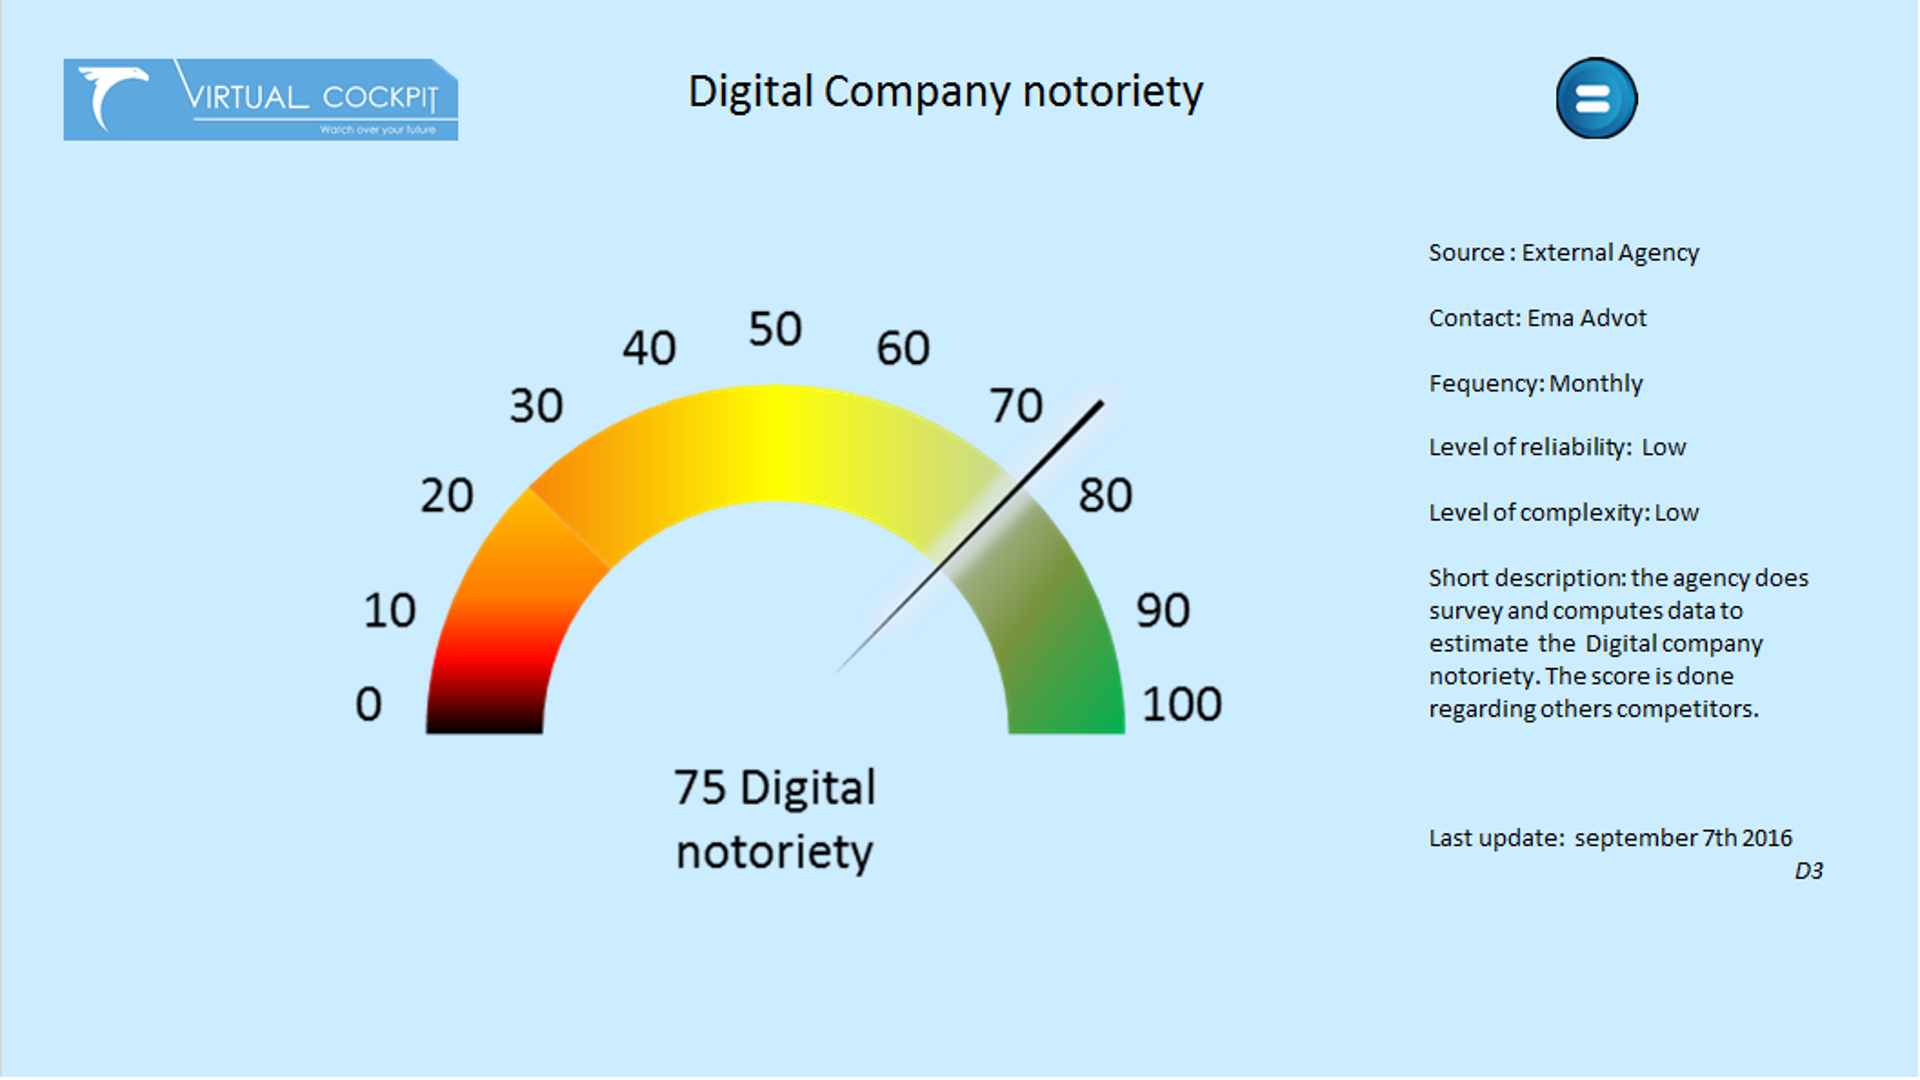 VIRTUAL COCKPIT
Watch over your future
Digital Company notoriety
Source : External Agency
Contact: Ema Advot
Fequency: Monthly
Level of reliability: Low
Level of complexity: Low
Short description: the agency does
survey and computes data to
estimate the Digital company
notoriety. The score is done
regarding others competitors.
Last update: september 7th 2016
D3
0
10
20
30
40
50
60
70
80
90
100
75 Digital
notoriety